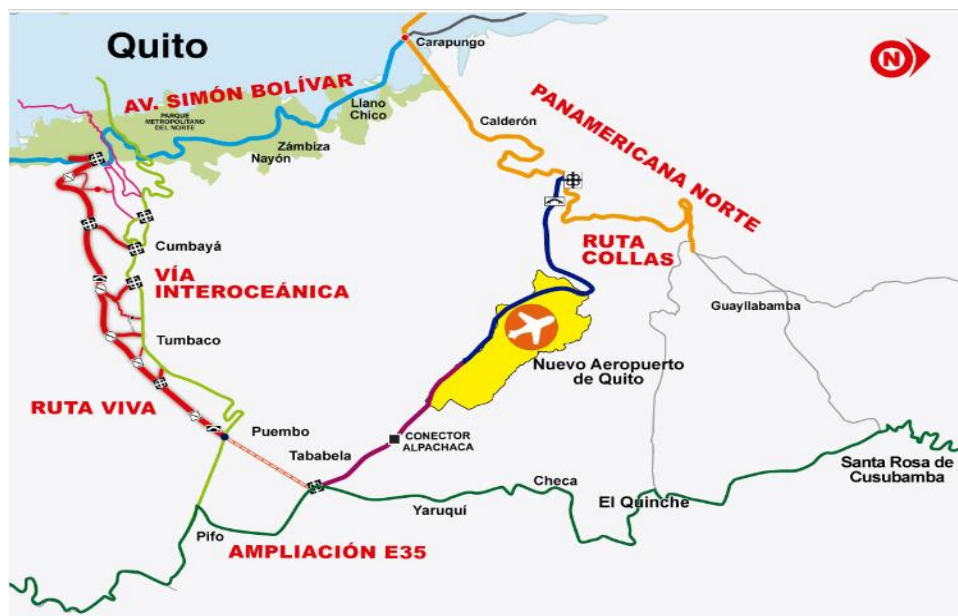 Quito
Carapungo
N
AV. SIMÓN BOLÍVAR
PARQUE
METROPOLITANO
DEL NORTE
Llano
Chico
Zámbiza
Nayón
Calderón
PANAMERICANA NORTE
RUTA
COLLAS
Cumbayá
VÍA
INTEROCEÁNICA
Guayllabamba
Tumbaco
Nuevo Aeropuerto
de Quito
RUTA VIVA
Puembo
Tababela
CONECTOR
ALPACHACA
Santa Rosa de
Cusubamba
Checa
El Quinche
Yaruquí
Pifo
AMPLIACIÓN E35